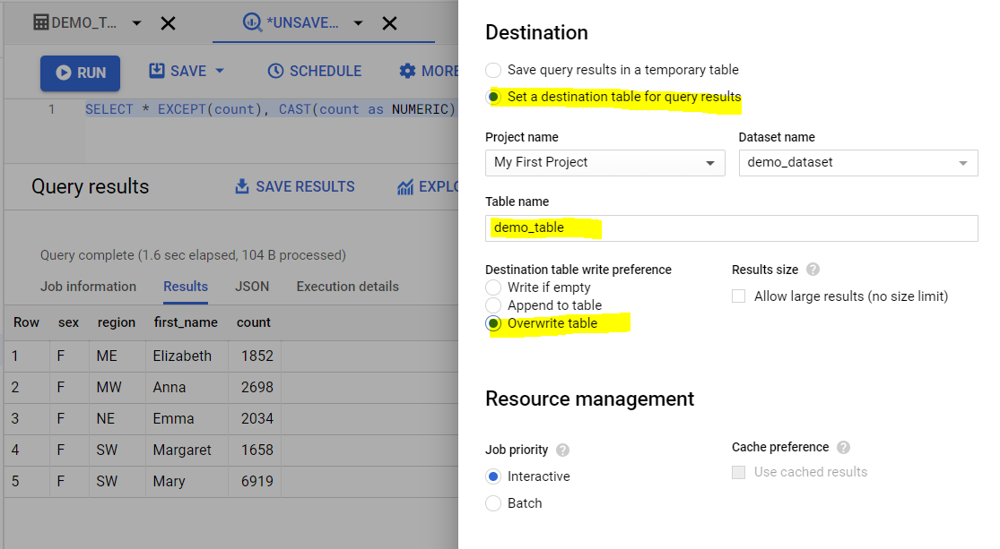 DEMO_T...
*UNSAVE...
RUN
SAVE
SCHEDULE
MORE
1 SELECT * EXCEPT(count), CAST(count as NUMERIC)
Query results
SAVE RESULTS
Query complete (1.6 sec elapsed, 104 B processed)
Job information Results JSON Execution details
Row sex region first_name count
1 F ME Elizabeth 1852
2 F MW Anna 2698
3 F NE Emma 2034
4 F SW Margaret 1658
5 F SW Mary 6919
Destination
Save query results in a temporary table
Set a destination table for query results
Project name Dataset name
My First Project demo_dataset
Table name
demo_table
Destination table write preference Results size ?
Write if empty Allow large results (no size limit)
Append to table
Overwrite table
Resource management
Job priority ? Cache preference ?
Interactive Use cached results
Batch